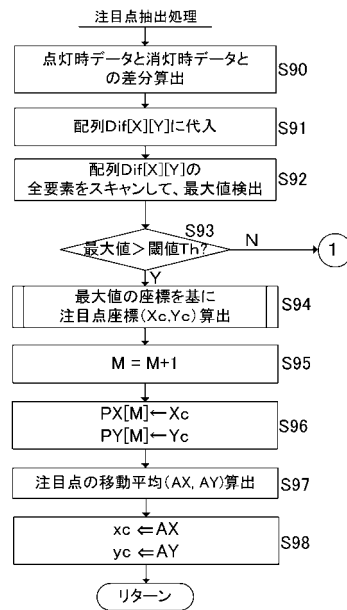 注目点抽出処理
点灯時データと消灯時データと
の差分算出
S90
配列Dif[X][Y]に代入
S91
配列Dif[X][Y]の
全要素をスキャンして、最大値検出
S92
S93
最大値＞閾値Th?
N
1
Y
最大値の座標を基に
注目点座標(Xc,Yc)算出
S94
M = M+1
S95
PX[M]←Xc
PY[M]←Yc
S96
注目点の移動平均(AX, AY)算出
S97
xc ⇐ AX
yc ⇐ AY
S98
リターン